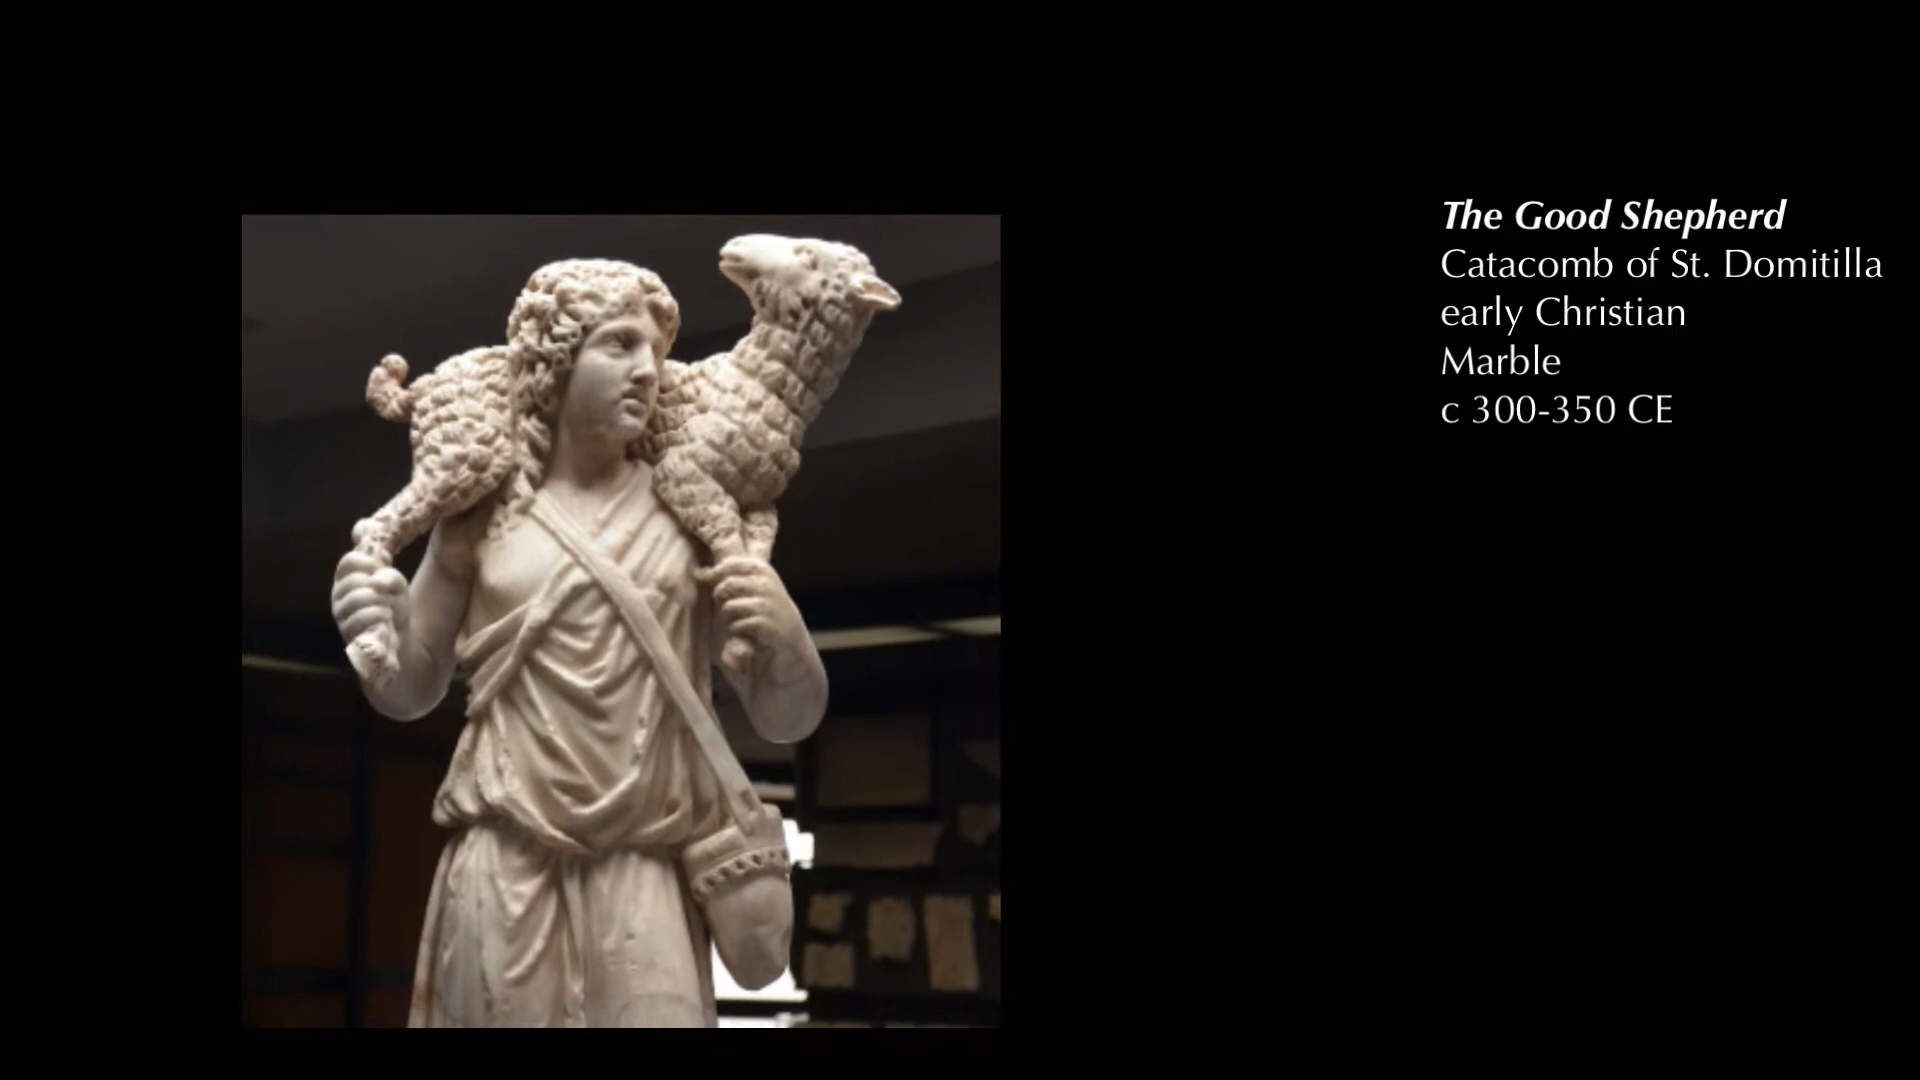 The Good Shepherd
Catacomb of St. Domitilla
early Christian
Marble
c 300-350 CE